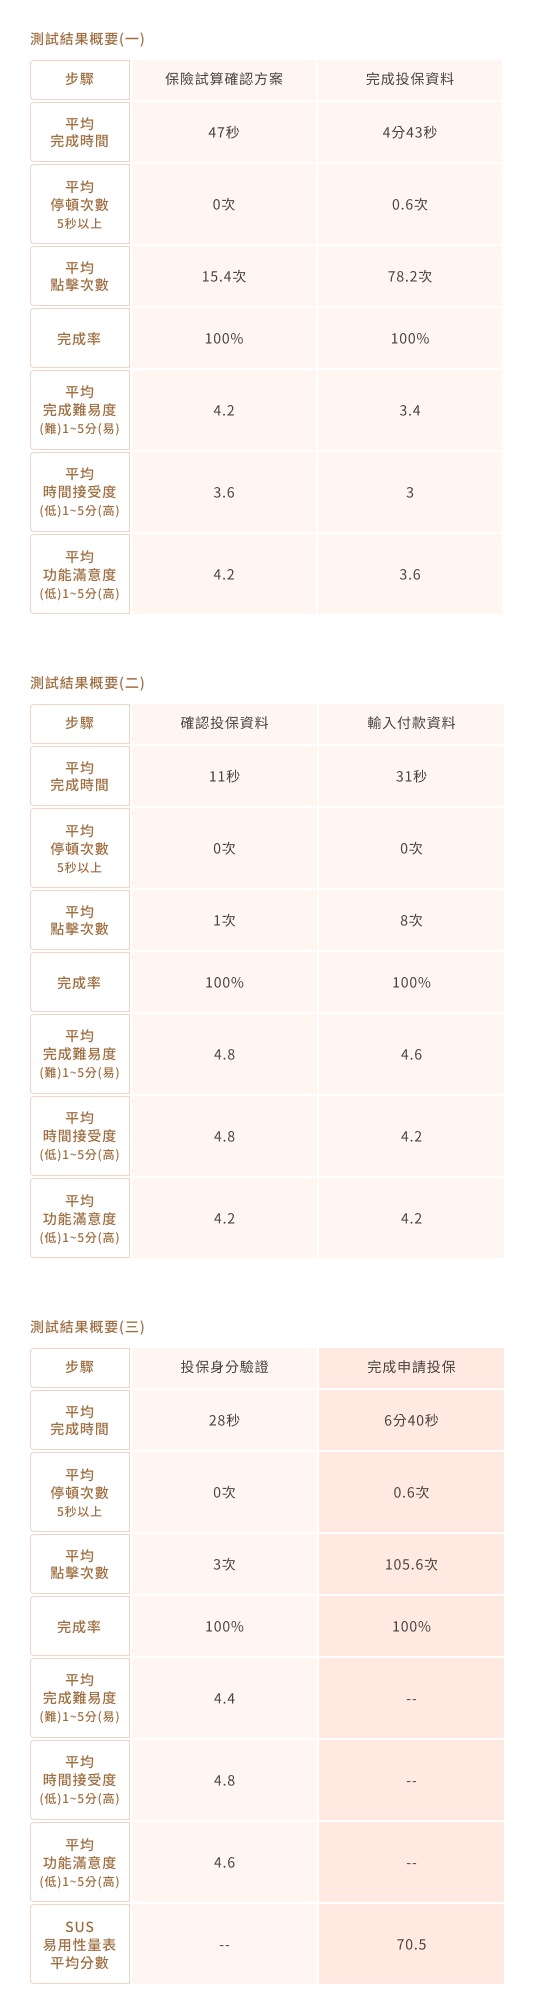 測試結果概要(一)
步驟 保險試算確認方案 完成投保資料
平均
完成時間
47秒 4分43秒
平均
停頓次數
5秒以上
0次 0.6次
平均
點擊次數
15.4次 78.2次
完成率 100% 100%
平均
完成難易度
(難)1~5分(易)
4.2 3.4
平均
時間接受度
(低)1~5分(高)
3.6 3
平均
功能滿意度
(低)1~5分(高)
4.2 3.6
測試結果概要(二)
步驟 確認投保資料 輸入付款資料
平均
完成時間
11秒 31秒
平均
停頓次數
5秒以上
0次 0次
平均
點擊次數
1次 8次
完成率 100% 100%
平均
完成難易度
(難)1~5分(易)
4.8 4.6
平均
時間接受度
(低)1~5分(高)
4.8 4.2
平均
功能滿意度
(低)1~5分(高)
4.2 4.2
測試結果概要(三)
步驟 投保身分驗證 完成申請投保
平均
完成時間
28秒 6分40秒
平均
停頓次數
5秒以上
0次 0.6次
平均
點擊次數
3次 105.6次
完成率 100% 100%
平均
完成難易度
(難)1~5分(易)
4.4 --
平均
時間接受度
(低)1~5分(高)
4.8 --
平均
功能滿意度
(低)1~5分(高)
4.6 --
SUS
易用性量表
平均分數
-- 70.5